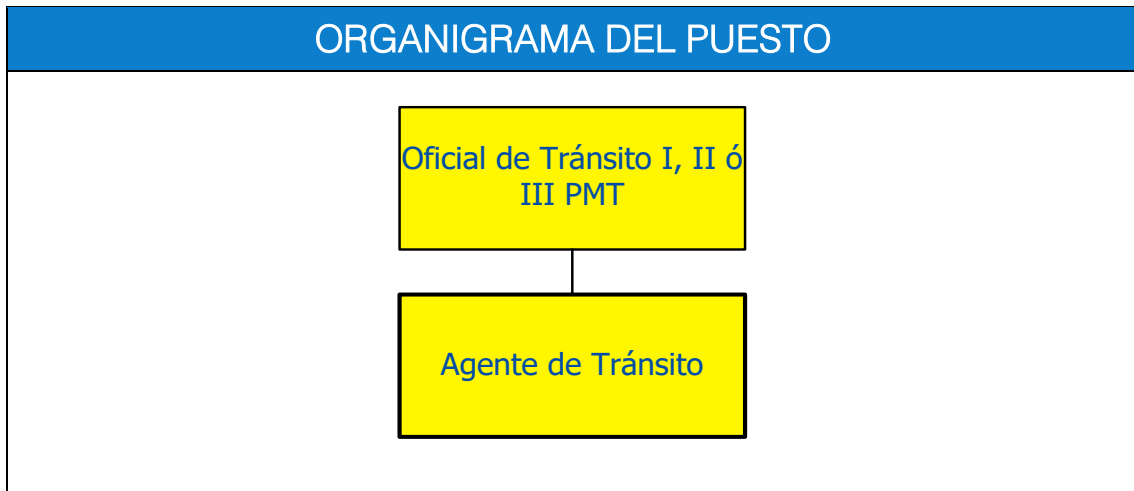 ORGANIGRAMA DEL PUESTO
Oficial de Tránsito I, II ó
III PMT
Agente de Tránsito